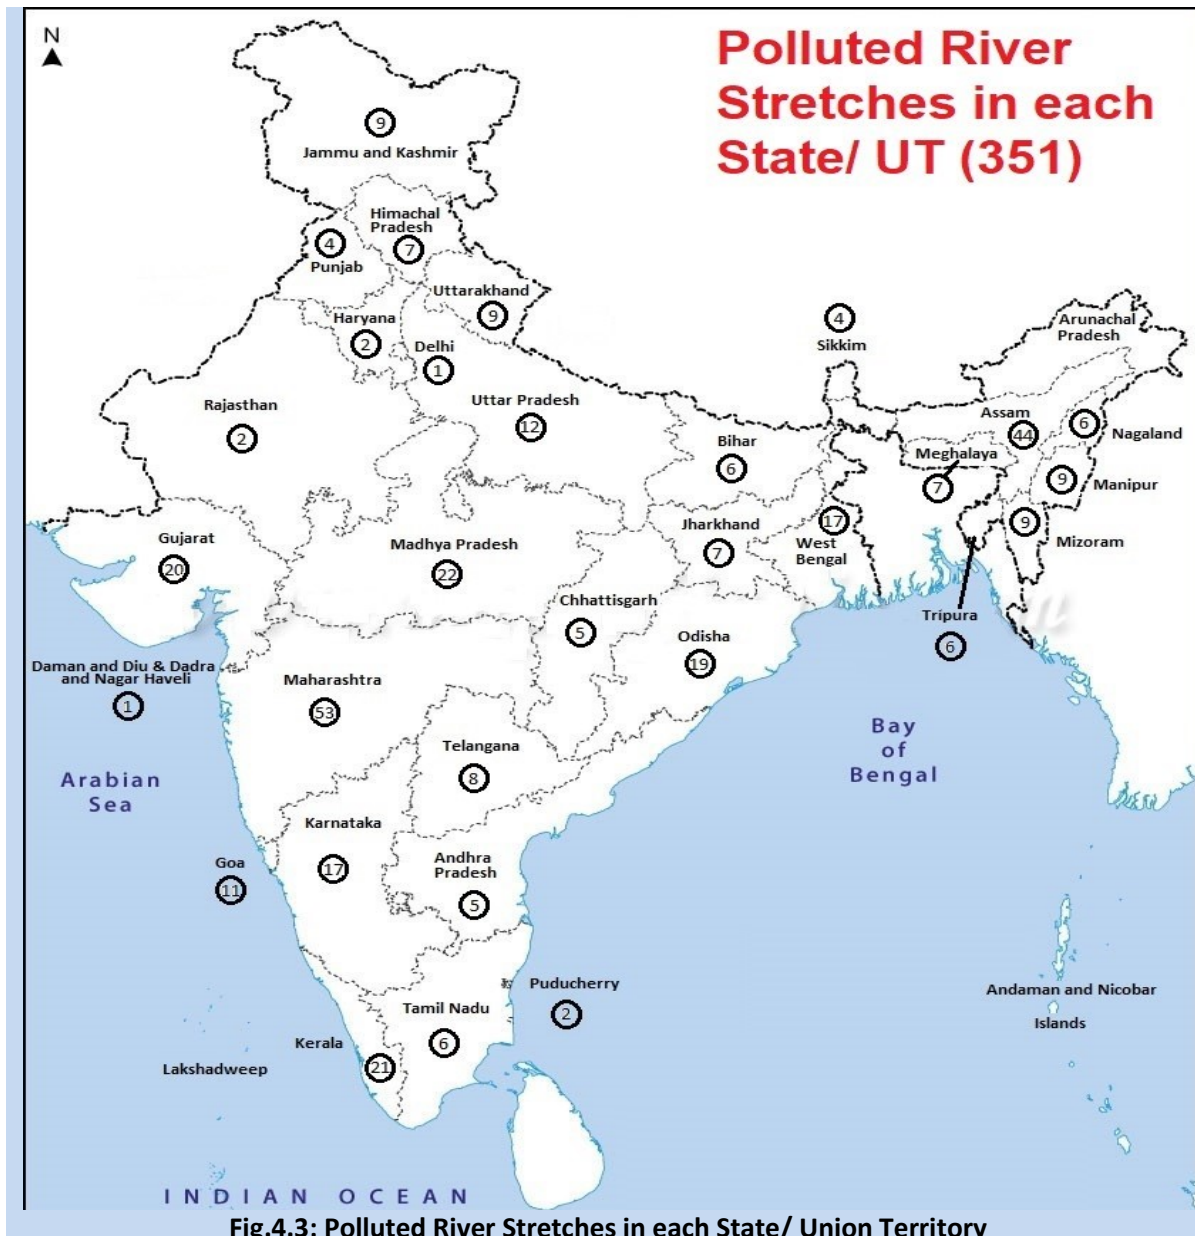 N
Polluted River
Stretches in each
State/ UT (351)
9
Jammu and Kashmir
Himachal
Pradesh
7
4
Punjab
Uttarakhand
9
Haryana
2
Delhi
1
4
Sikkim
Arunachal
Pradesh
Rajasthan
2
Uttar Pradesh
12
Bihar
6
Assam
44
6
Nagaland
Meghalaya
7
9
Manipur
Gujarat
20
Madhya Pradesh
22
Jharkhand
7
17
West
Bengal
9
Mizoram
Chhattisgarh
5
Odisha
19
Tripura
6
Daman and Diu & Dadra
and Nagar Haveli
1
Maharashtra
53
Telangana
8
Bay
of
Bengal
Arabian
Sea
Karnataka
17
Goa
11
Andhra
Pradesh
5
Puducherry
2
Andaman and Nicobar
Islands
Tamil Nadu
6
Kerala
21
Lakshadweep
INDIAN OCEAN
Fig.4.3: Polluted River Stretches in each State/ Union Territory